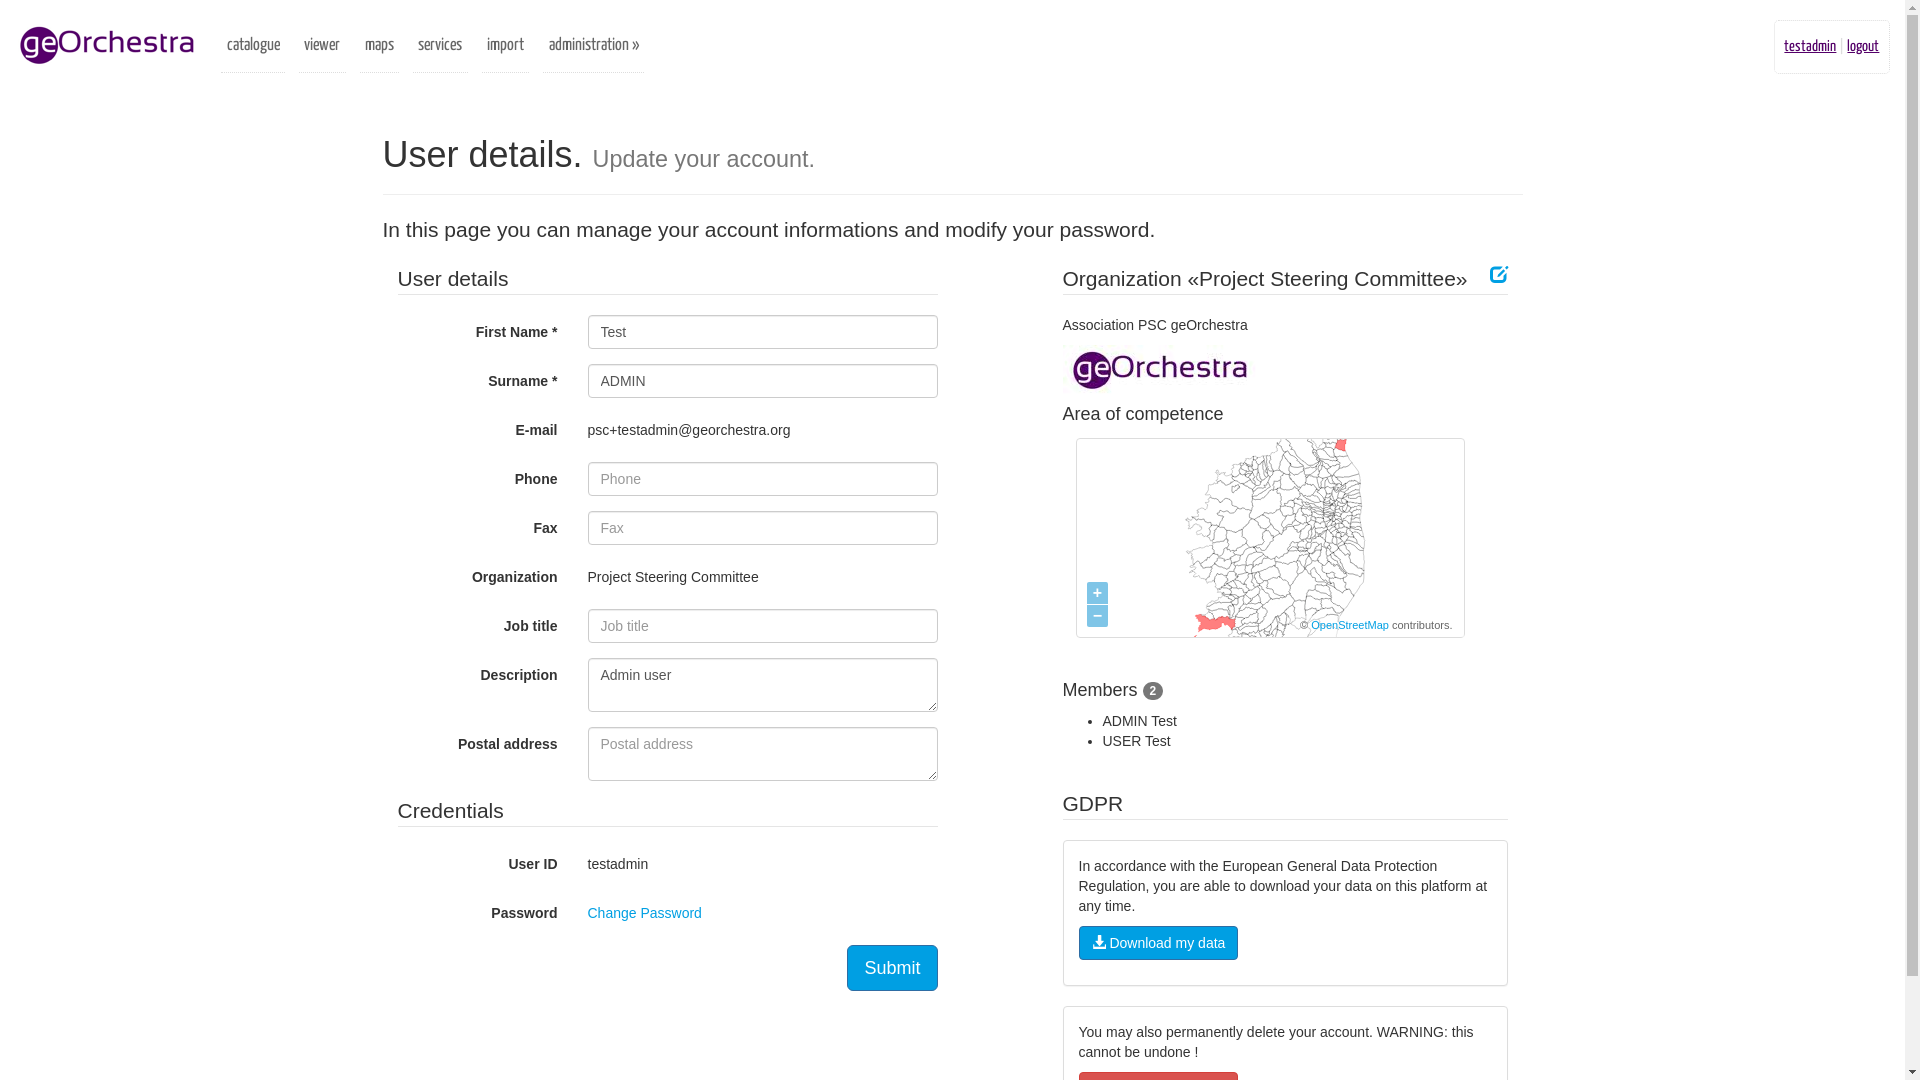 geOrchestra
catalogue viewer maps services import administration »
testadmin | logout
User details. Update your account.
In this page you can manage your account informations and modify your password.
User details
First Name * Test
Surname * ADMIN
E-mail psc+testadmin@georchestra.org
Phone Phone
Fax Fax
Organization Project Steering Committee
Job title Job title
Description Admin user
Postal address Postal address
Credentials
User ID testadmin
Password Change Password
Submit
Organization «Project Steering Committee»
Association PSC geOrchestra
geOrchestra
Area of competence
+
−
© OpenStreetMap contributors.
Members 2
• ADMIN Test
• USER Test
GDPR
In accordance with the European General Data Protection
Regulation, you are able to download your data on this platform at
any time.
Download my data
You may also permanently delete your account. WARNING: this
cannot be undone !